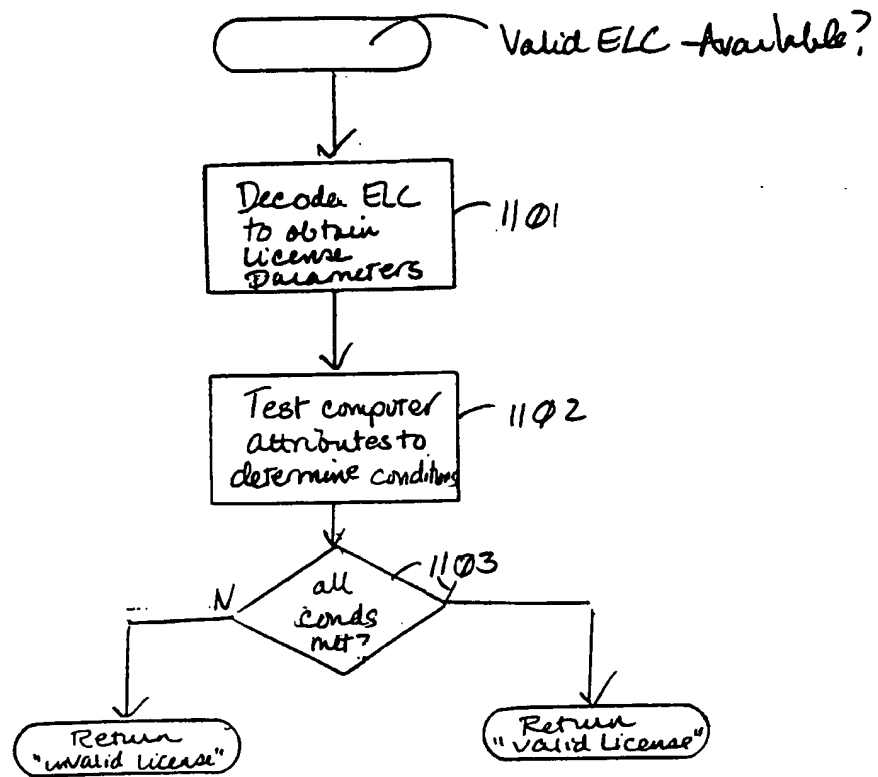 Valid ELC Available?
Decode ELC
to obtain
License
Parameters
1101
Test computer
attributes to
determine conditions
1102
1103
all
conds
met?
N
Y
Return
"invalid License"
Return
"valid License"